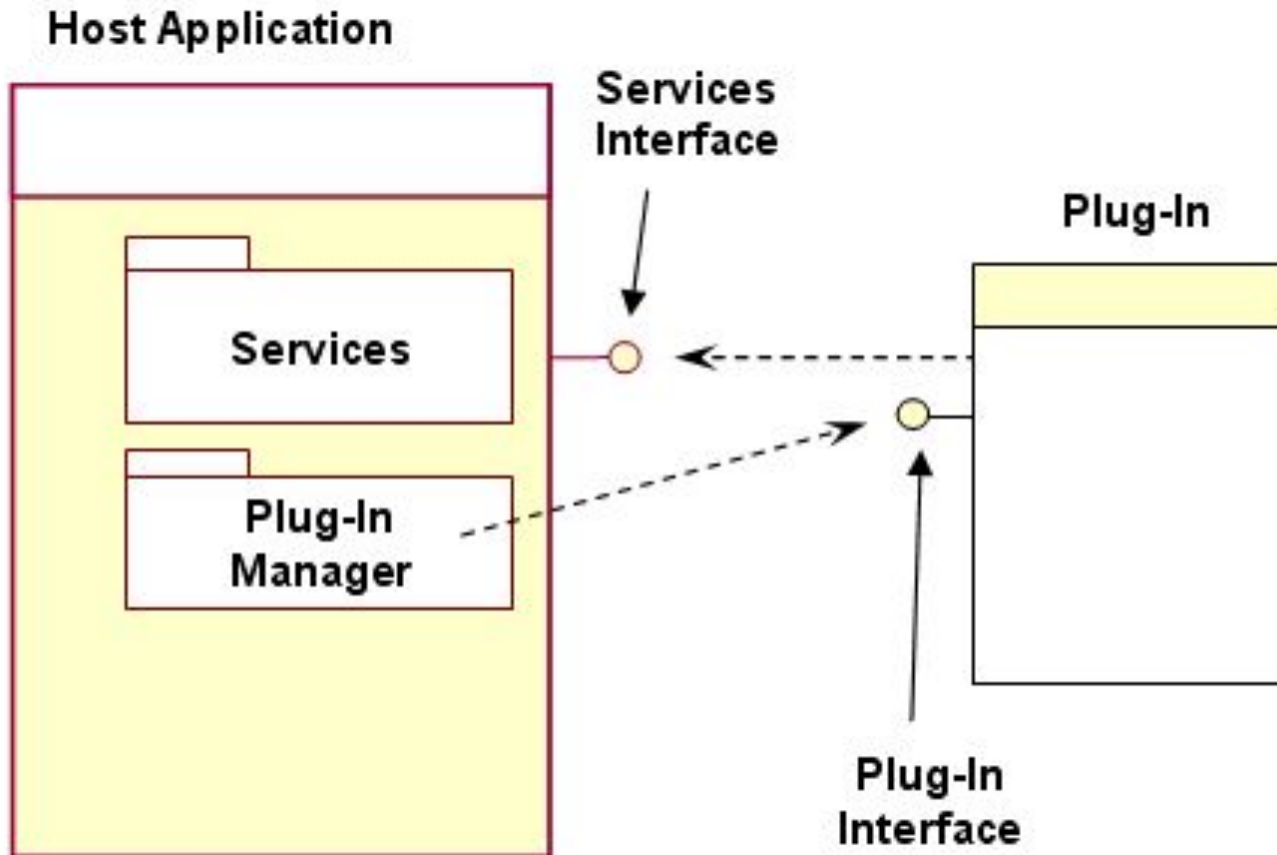 Host Application
Services
Interface
Plug-In
Services
Plug-In
Manager
Plug-In
Interface